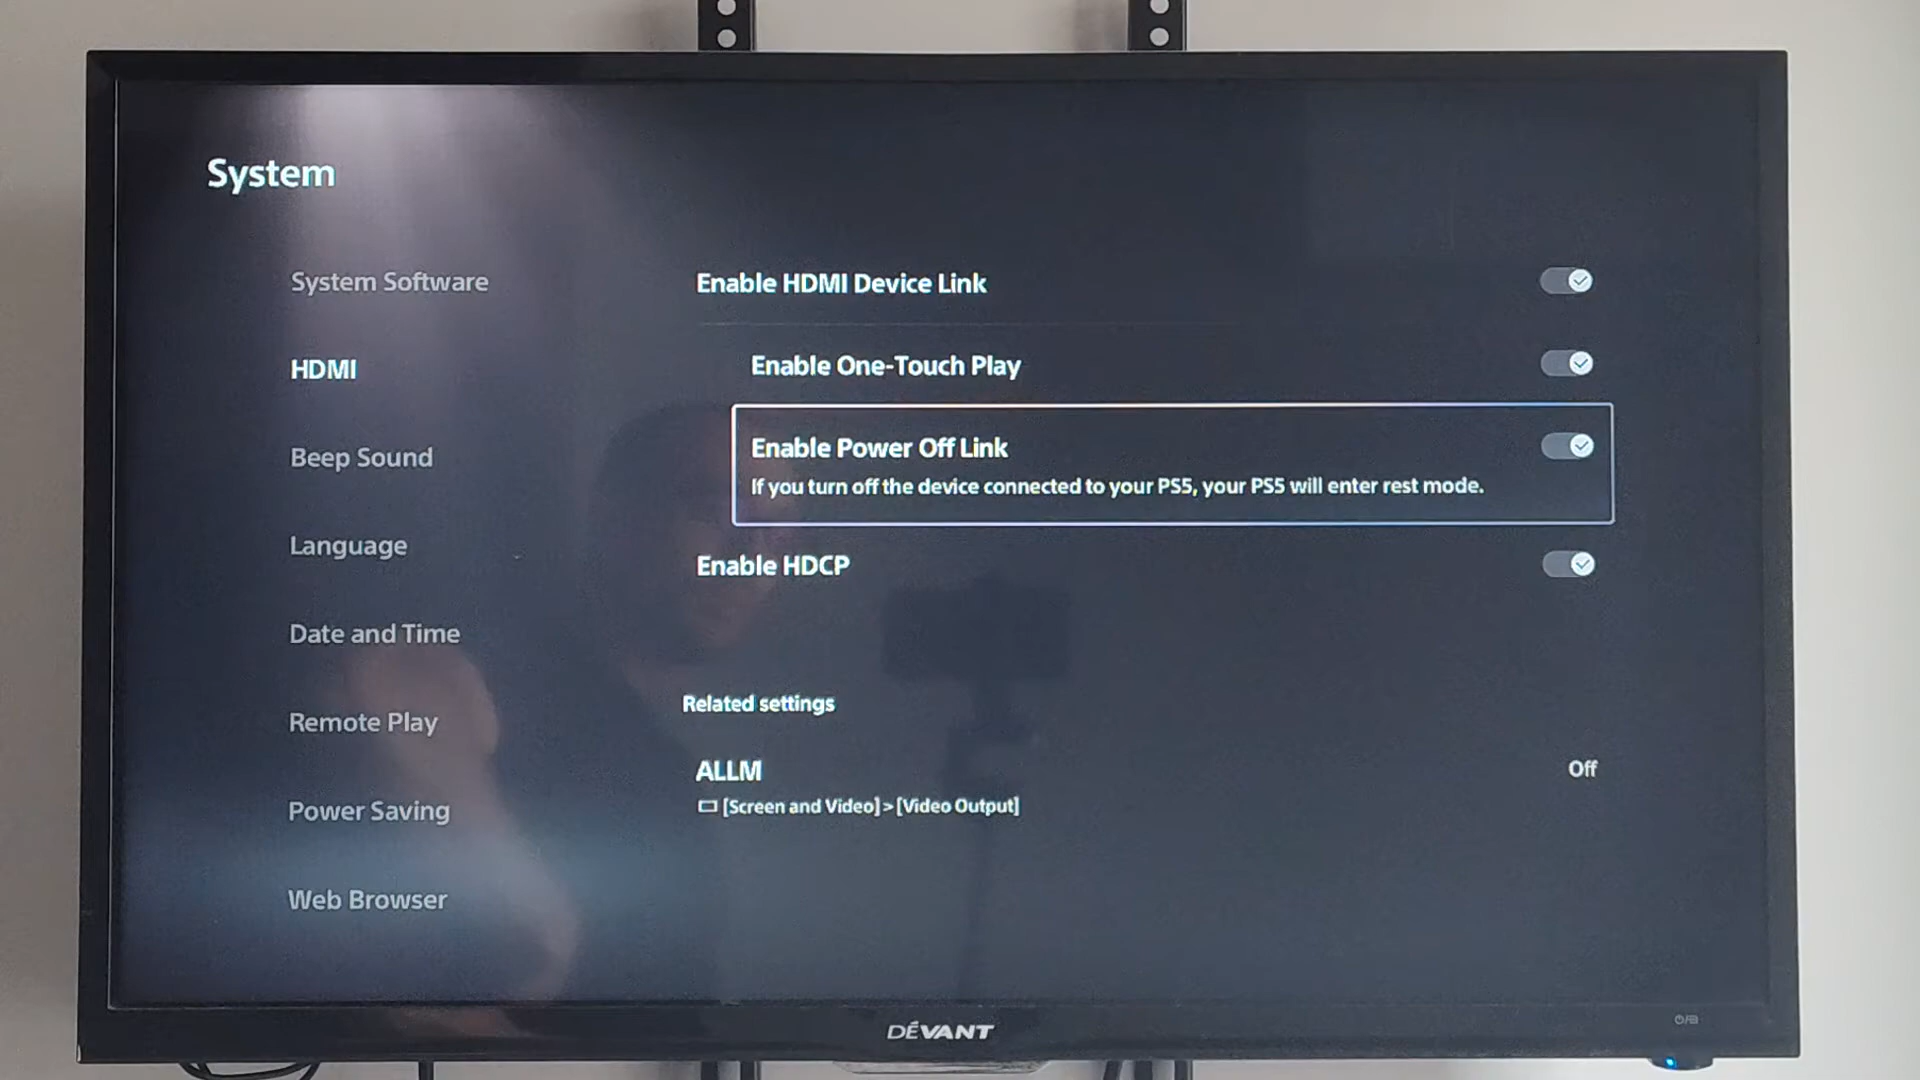 System
System Software
HDMI
Beep Sound
Language
Date and Time
Remote Play
Power Saving
Web Browser
Enable HDMI Device Link
Enable One-Touch Play
Enable Power Off Link
If you turn off the device connected to your PS5, your PS5 will enter rest mode.
Enable HDCP
Related settings
ALLM
Off
[Screen and Video] > [Video Output]
DEVANT